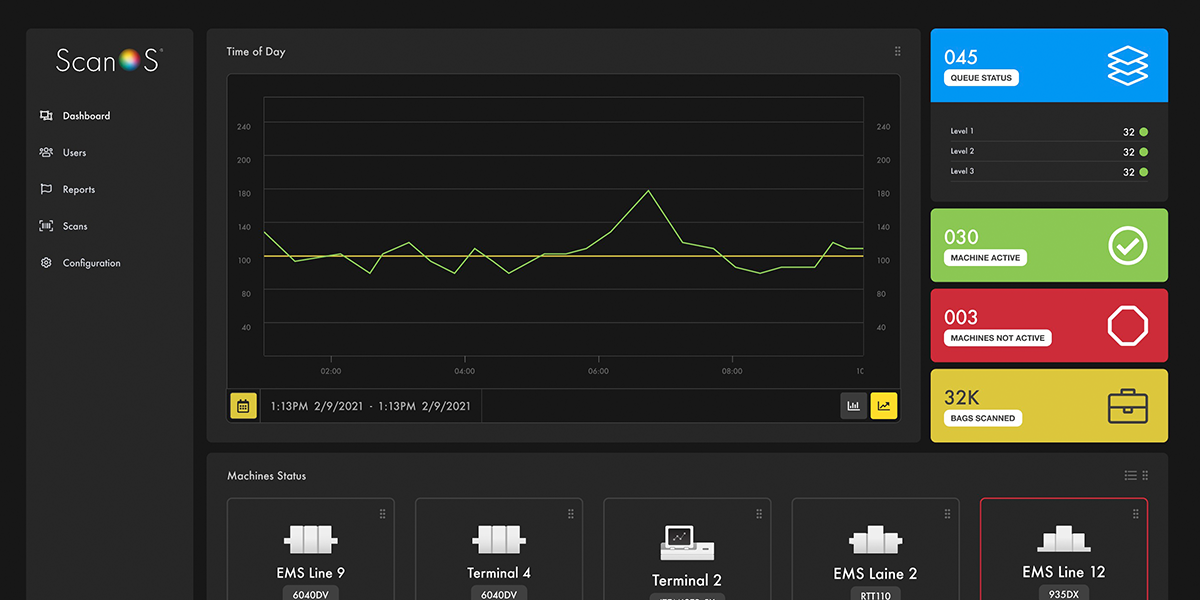 ScanOS
Dashboard
Users
Reports
Scans
Configuration
Time of Day
240
200
180
140
100
80
40
240
200
180
140
100
80
40
02:00
04:00
06:00
08:00
1:13PM 2/9/2021 - 1:13PM 2/9/2021
045
QUEUE STATUS
Level 1 32
Level 2 32
Level 3 32
030
MACHINE ACTIVE
003
MACHINES NOT ACTIVE
32K
BAGS SCANNED
Machines Status
EMS Line 9
6040DV
Terminal 4
6040DV
Terminal 2
EMS Laine 2
RTT110
EMS Line 12
935DX